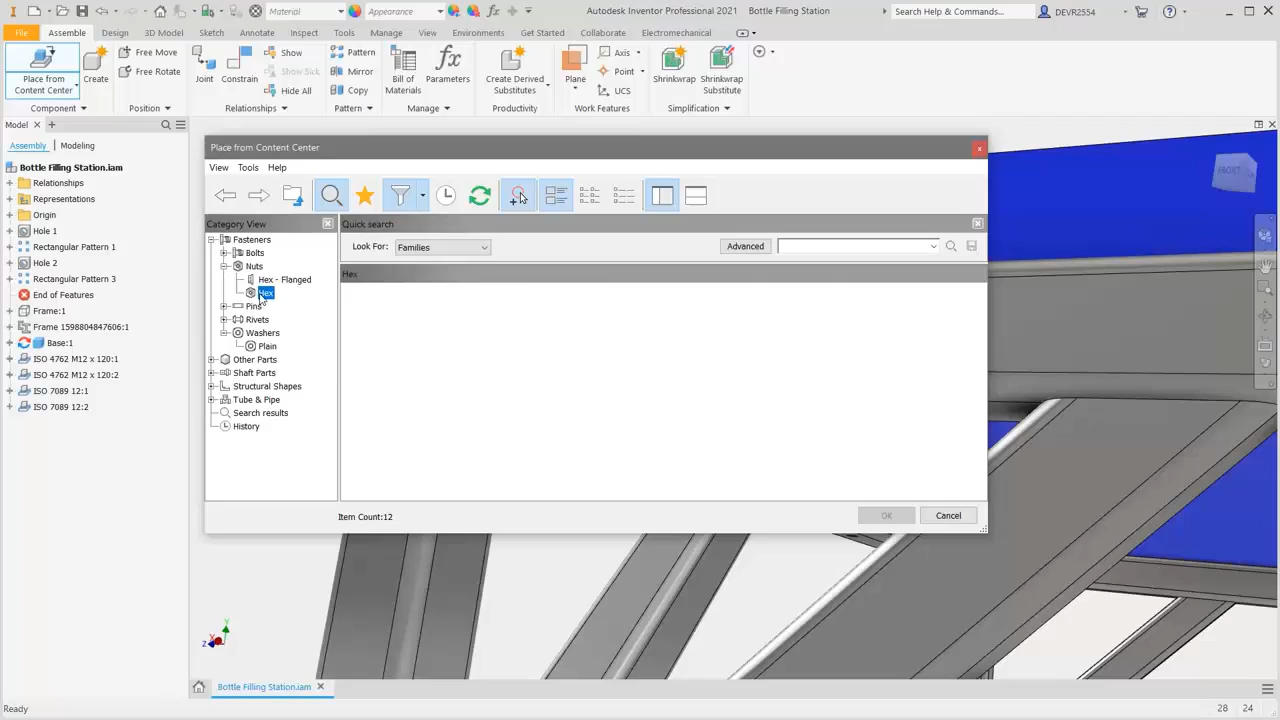 Material
Appearance
Autodesk Inventor Professional 2021 Bottle Filling Station
Search Help & Commands...
DEVR2554
File Assemble Design 3D Model Sketch Annotate Inspect Tools Manage View Environments Get Started Collaborate Electromechanical
Place from
Content Center
Create
Free Move
Free Rotate
Joint
Constrain
Show
Show Sick
Hide All
Pattern
Mirror
Copy
Bill of
Materials
Parameters
Create Derived
Substitutes
Plane
Axis
Point
UCS
Shrinkwrap
Shrinkwrap
Substitute
Component Position Relationships Pattern Manage Productivity Work Features Simplification
Model
Assembly Modeling
Bottle Filling Station.iam
Relationships
Representations
Origin
Hole 1
Rectangular Pattern 1
Hole 2
Rectangular Pattern 3
End of Features
Frame:1
Frame 1598804847606:1
Base:1
ISO 4762 M12 x 120:1
ISO 4762 M12 x 120:2
ISO 7089 12:1
ISO 7089 12:2
Place from Content Center
x
View Tools Help
Category View
Fasteners
Bolts
Nuts
Hex - Flanged
Hex
Pins
Rivets
Washers
Plain
Other Parts
Shaft Parts
Structural Shapes
Tube & Pipe
Search results
History
Quick search
Look For: Families
Advanced
Hex
Item Count:12
OK
Cancel
FRONT
Y
X
Z
Bottle Filling Station.iam
Ready
28 24